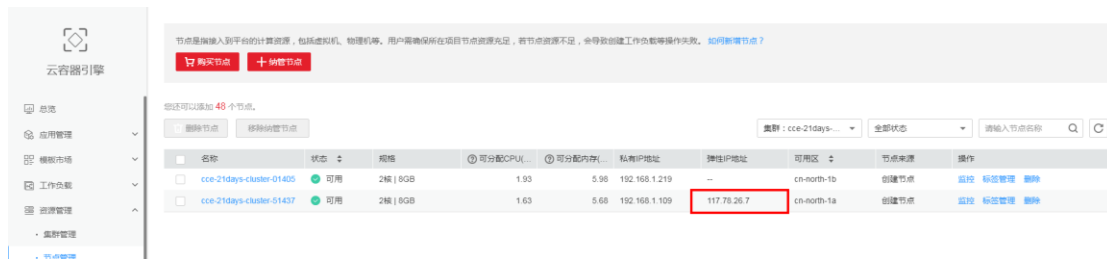 云容器引擎
总览
应用管理
模板市场
工作负载
资源管理
集群管理
节点管理
节点是指接入到平台的计算资源，包括虚拟机、物理机等。用户需确保所在项目节点资源充足，若节点资源不足，会导致创建工作负载等操作失败。 如何新增节点？
购买节点 纳管节点
您还可以添加 48 个节点。
删除节点 移除纳管节点 集群：cce-21days-... 全部状态 请输入节点名称
名称 状态 规格 可分配CPU(... 可分配内存(... 私有IP地址 弹性IP地址 可用区 节点来源 操作
cce-21days-cluster-01405 可用 2核 | 8GB 1.93 5.98 192.168.1.219 -- cn-north-1b 创建节点 监控 标签管理 删除
cce-21days-cluster-51437 可用 2核 | 8GB 1.63 5.68 192.168.1.109 117.78.26.7 cn-north-1a 创建节点 监控 标签管理 删除